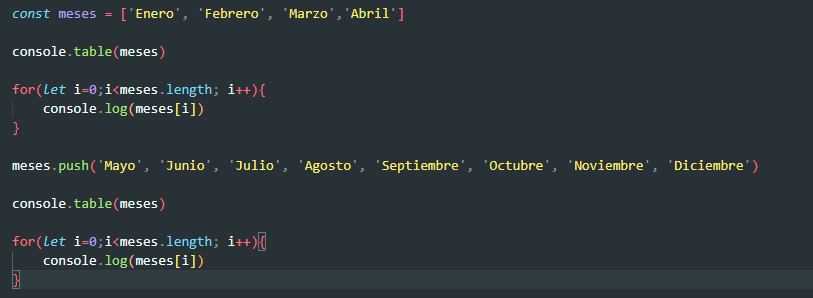 const meses = ['Enero', 'Febrero', 'Marzo','Abril']
console.table(meses)
for(let i=0;i<meses.length; i++){
console.log(meses[i])
}
meses.push('Mayo', 'Junio', 'Julio', 'Agosto', 'Septiembre', 'Octubre', 'Noviembre', 'Diciembre')
console.table(meses)
for(let i=0;i<meses.length; i++){
console.log(meses[i])
}